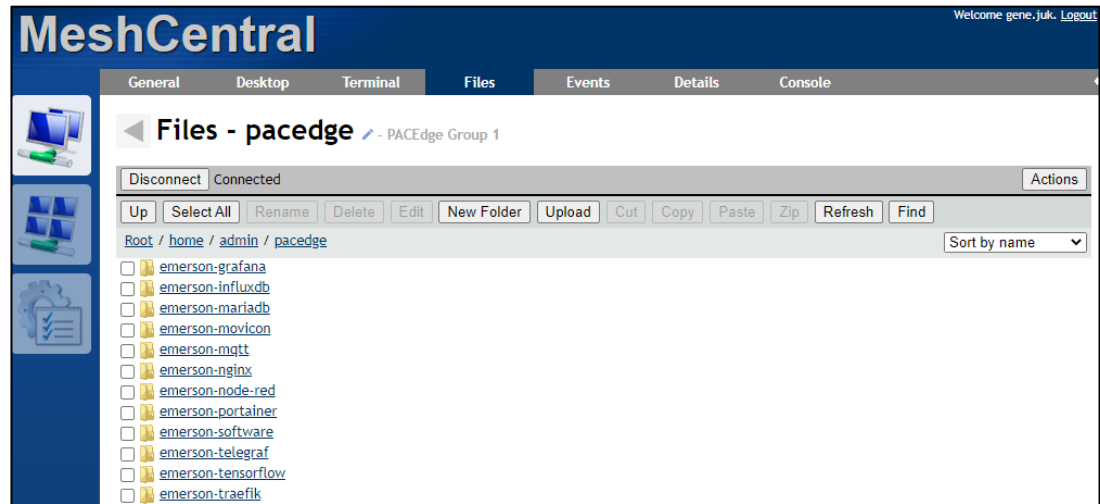 MeshCentral
Welcome gene.juk. Logout
General Desktop Terminal Files Events Details Console
Files - pacedge - PACEdge Group 1
Disconnect Connected Actions
Up Select All Rename Delete Edit New Folder Upload Cut Copy Paste Zip Refresh Find
Root / home / admin / pacedge Sort by name
emerson-grafana
emerson-influxdb
emerson-mariadb
emerson-movicon
emerson-mqtt
emerson-nginx
emerson-node-red
emerson-portainer
emerson-software
emerson-telegraf
emerson-tensorflow
emerson-traefik